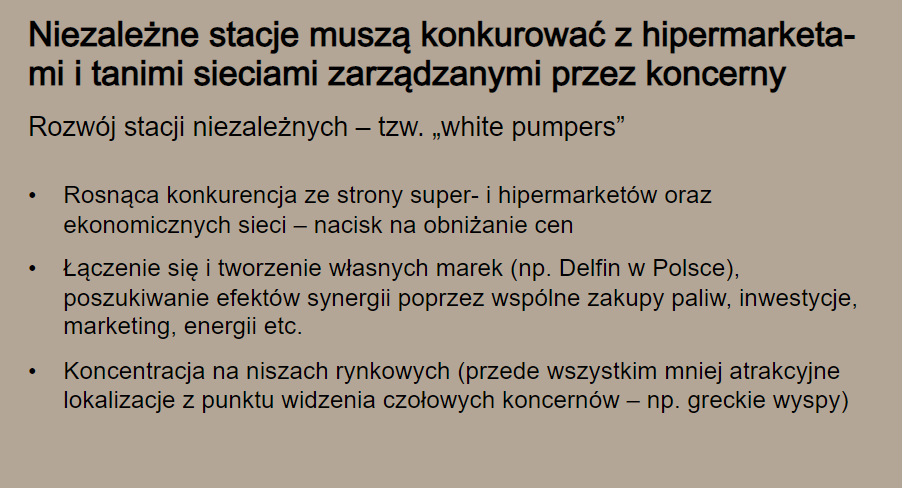 Niezależne stacje muszą konkurować z hipermarketa-
mi i tanimi sieciami zarządzanymi przez koncerny
Rozwój stacji niezależnych – tzw. „white pumpers”
• Rosnąca konkurencja ze strony super- i hipermarketów oraz
ekonomicznych sieci – nacisk na obniżanie cen
• Łączenie się i tworzenie własnych marek (np. Delfin w Polsce),
poszukiwanie efektów synergii poprzez wspólne zakupy paliw, inwestycje,
marketing, energii etc.
• Koncentracja na niszach rynkowych (przede wszystkim mniej atrakcyjne
lokalizacje z punktu widzenia czołowych koncernów – np. greckie wyspy)